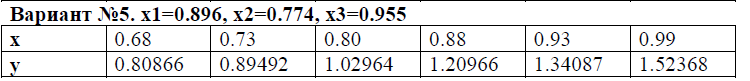 Вариант №5. x1=0.896, x2=0.774, x3=0.955
x 0.68 0.73 0.80 0.88 0.93 0.99
y 0.80866 0.89492 1.02964 1.20966 1.34087 1.52368